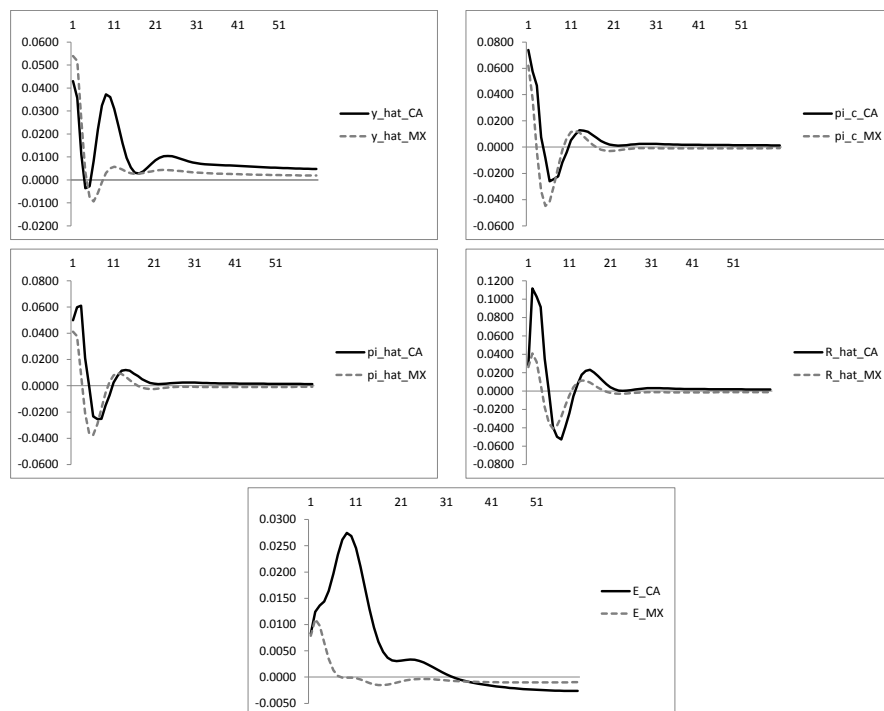 1 11 21 31 41 51
0.0600
0.0500
0.0400
0.0300
0.0200
0.0100
0.0000
-0.0100
-0.0200
y_hat_CA
y_hat_MX
1 11 21 31 41 51
0.0800
0.0600
0.0400
0.0200
0.0000
-0.0200
-0.0400
-0.0600
pi_c_CA
pi_c_MX
1 11 21 31 41 51
0.0800
0.0600
0.0400
0.0200
0.0000
-0.0200
-0.0400
-0.0600
pi_hat_CA
pi_hat_MX
1 11 21 31 41 51
0.1200
0.1000
0.0800
0.0600
0.0400
0.0200
0.0000
-0.0200
-0.0400
-0.0600
-0.0800
R_hat_CA
R_hat_MX
1 11 21 31 41 51
0.0300
0.0250
0.0200
0.0150
0.0100
0.0050
0.0000
-0.0050
E_CA
E_MX